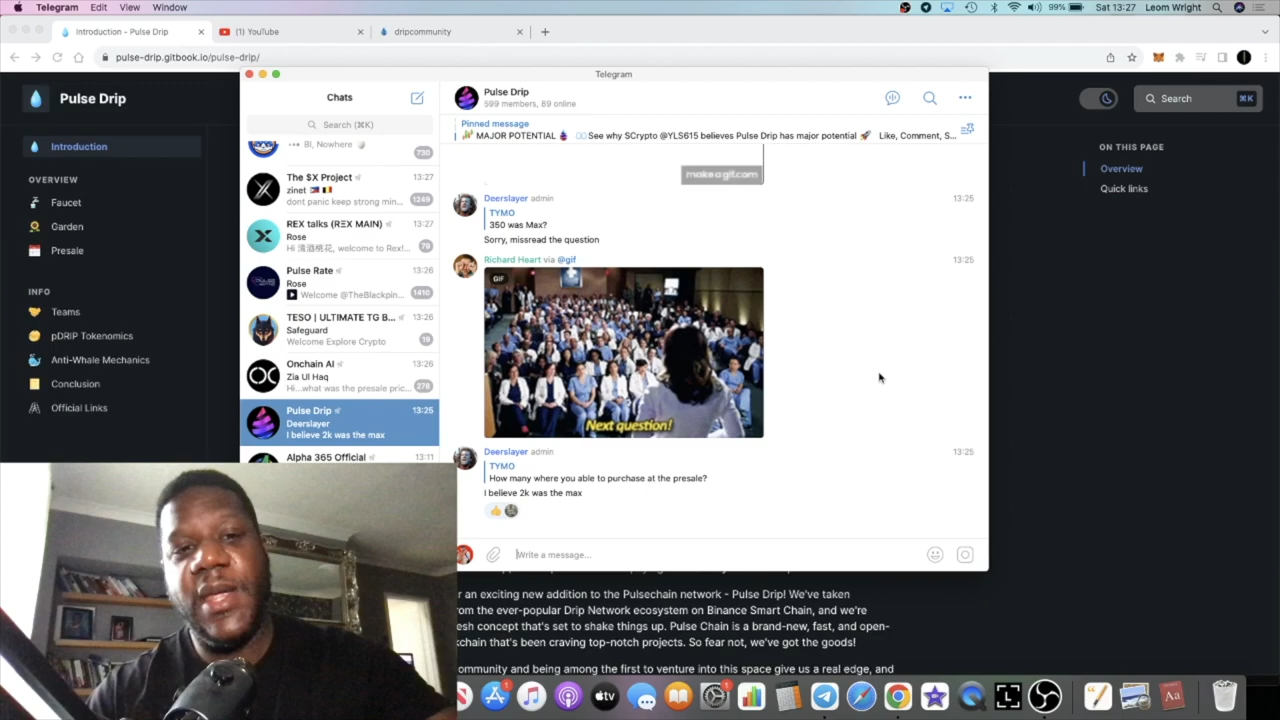 Telegram Edit View Window
99% Sat 13:27 Leom Wright
Introduction - Pulse Drip
(1) YouTube
dripcommunity
pulse-drip.gitbook.io/pulse-drip/
Pulse Drip
Search
⌘K
Introduction
OVERVIEW
Faucet
Garden
Presale
INFO
Teams
pDRIP Tokenomics
Anti-Whale Mechanics
Conclusion
Official Links
Telegram
Chats
Search (⌘K)
BI, Nowhere
730
The $X Project 13:27
zinet
dont panic keep strong min... 1249
REX talks (RΞX MAIN) 13:27
Rose
welcome to Rex!... 79
Pulse Rate 13:26
Rose
Welcome @TheBlackpin... 1410
TESO | ULTIMATE TG B... 13:26
Safeguard
Welcome Explore Crypto 19
Onchain AI 13:26
Zia Ul Haq
Hi...what was the presale pric... 278
Pulse Drip 13:25
Deerslayer
I believe 2k was the max
Alpha 365 Official 13:11
Pulse Drip
599 members, 89 online
Pinned message
MAJOR POTENTIAL See why SCrypto @YLS615 believes Pulse Drip has major potential 🚀 Like, Comment, S...
make a gif.com
Deerslayer admin 13:25
TYMO
350 was Max?
Sorry, missread the question
Richard Heart via @gif 13:25
GIF
Next question!
Deerslayer admin 13:25
TYMO
How many where you able to purchase at the presale?
I believe 2k was the max
Write a message...
ON THIS PAGE
Overview
Quick links
r an exciting new addition to the Pulsechain network - Pulse Drip! We've taken
rom the ever-popular Drip Network ecosystem on Binance Smart Chain, and we're
esh concept that's set to shake things up. Pulse Chain is a brand-new, fast, and open-
kchain that's been craving top-notch projects. So fear not, we've got the goods!
ommunity and being among the first to venture into this space give us a real edge, and